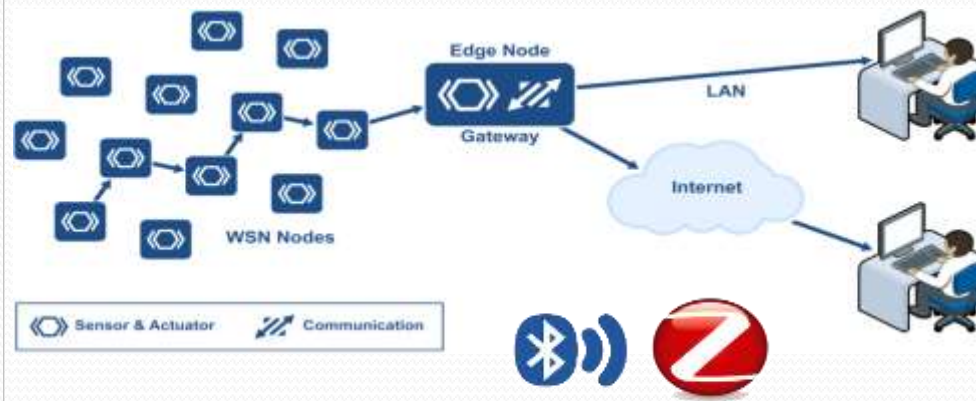 Edge Node
Gateway
LAN
Internet
WSN Nodes
Sensor & Actuator
Communication